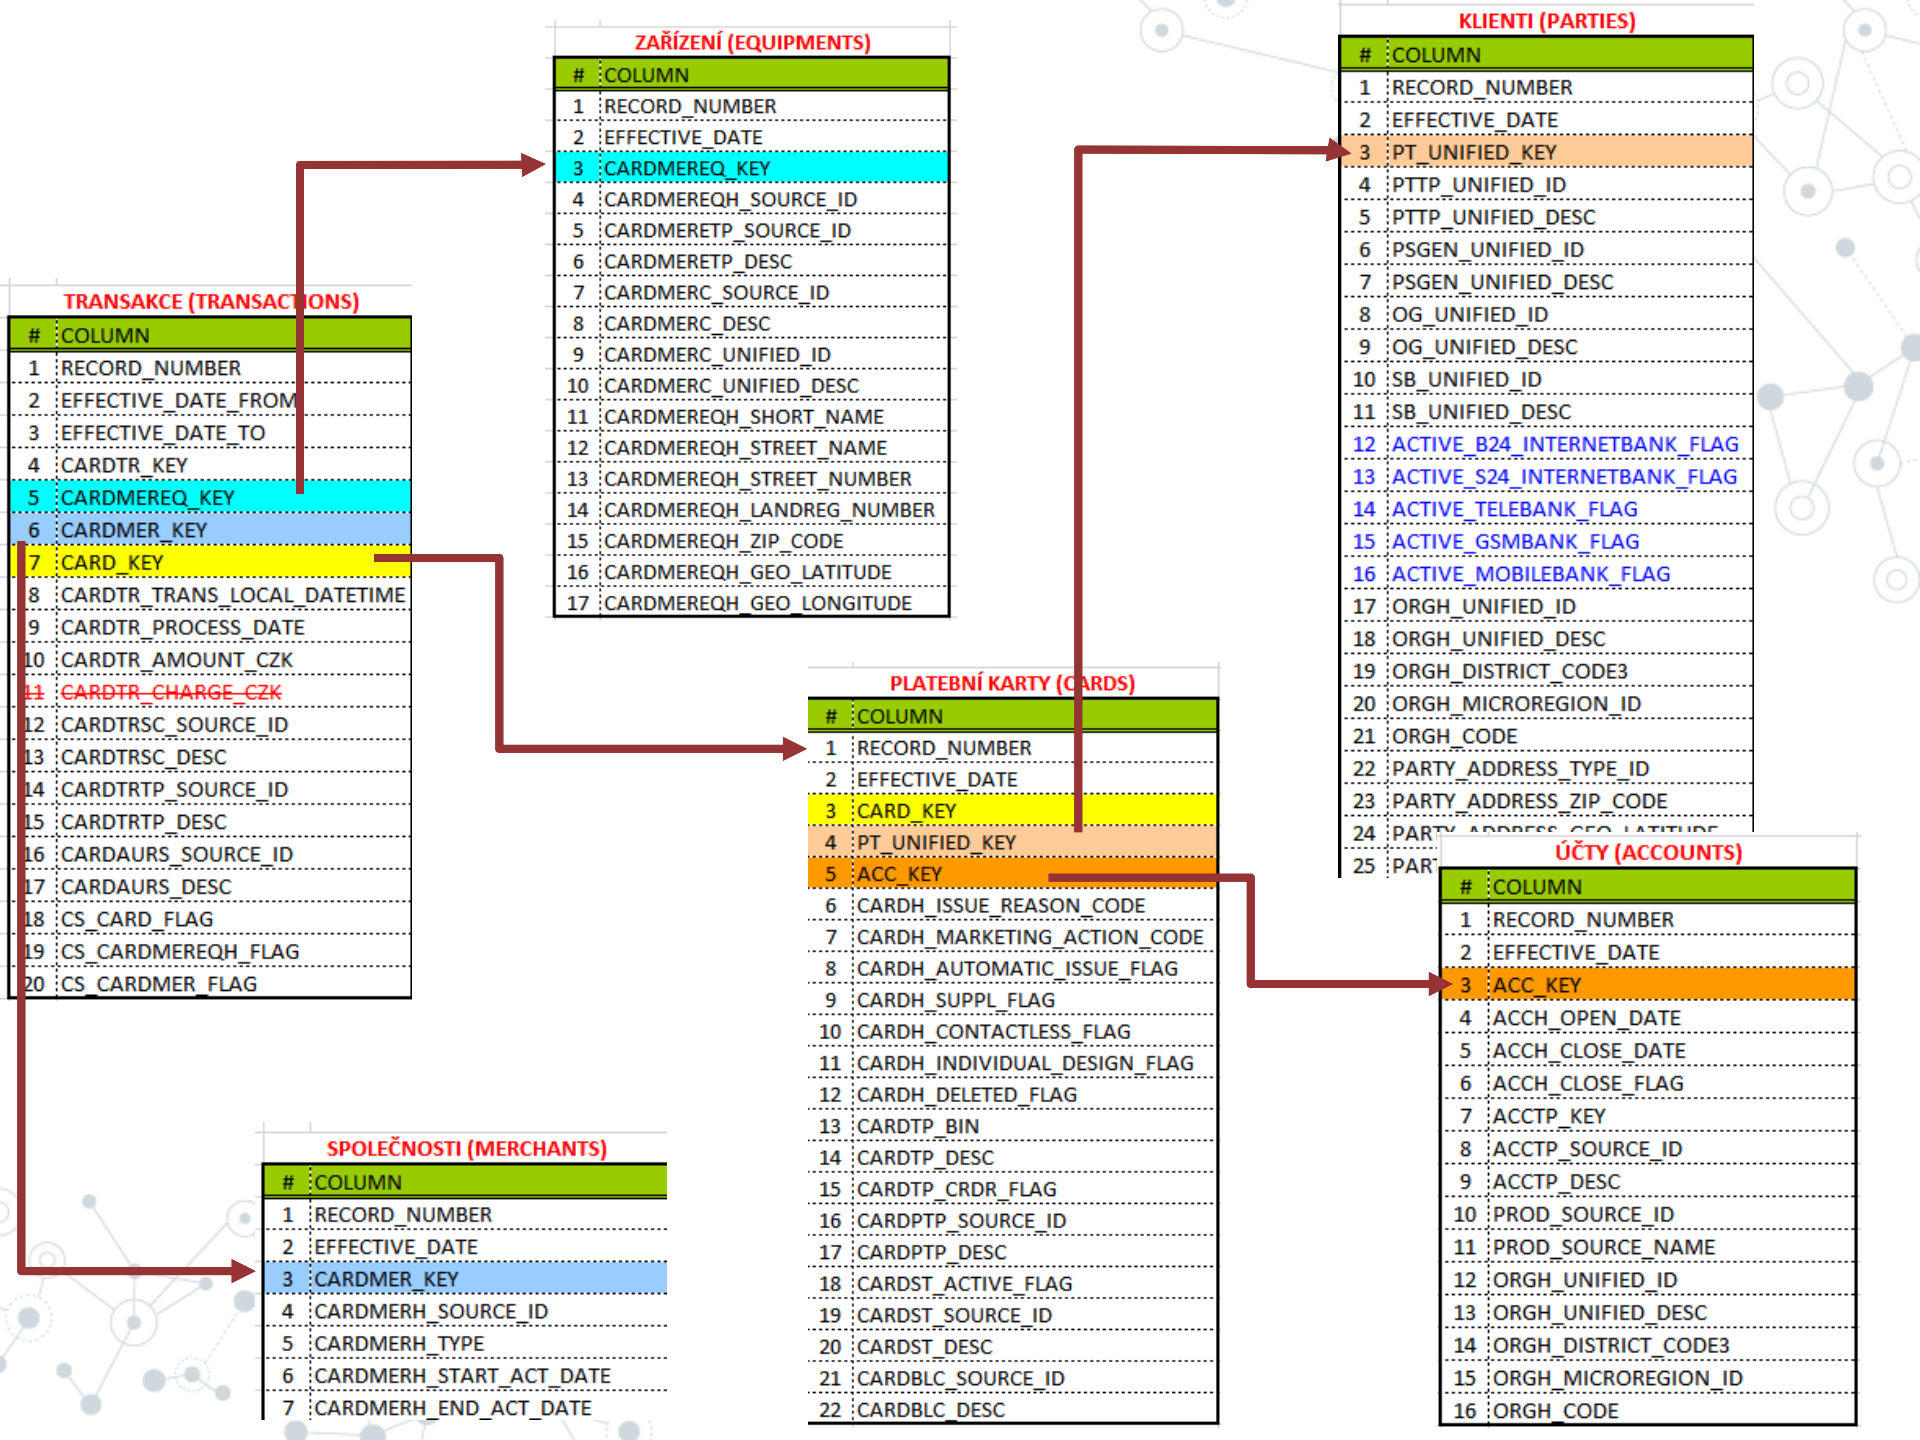 ZAŘÍZENÍ (EQUIPMENTS)
# COLUMN
1 RECORD_NUMBER
2 EFFECTIVE_DATE
3 CARDMEREQ_KEY
4 CARDMEREQH_SOURCE_ID
5 CARDMERETP_SOURCE_ID
6 CARDMERETP_DESC
7 CARDMERC_SOURCE_ID
8 CARDMERC_DESC
9 CARDMERC_UNIFIED_ID
10 CARDMERC_UNIFIED_DESC
11 CARDMEREQH_SHORT_NAME
12 CARDMEREQH_STREET_NAME
13 CARDMEREQH_STREET_NUMBER
14 CARDMEREQH_LANDREG_NUMBER
15 CARDMEREQH_ZIP_CODE
16 CARDMEREQH_GEO_LATITUDE
17 CARDMEREQH_GEO_LONGITUDE
KLIENTI (PARTIES)
# COLUMN
1 RECORD_NUMBER
2 EFFECTIVE_DATE
3 PT_UNIFIED_KEY
4 PTTP_UNIFIED_ID
5 PTTP_UNIFIED_DESC
6 PSGEN_UNIFIED_ID
7 PSGEN_UNIFIED_DESC
8 OG_UNIFIED_ID
9 OG_UNIFIED_DESC
10 SB_UNIFIED_ID
11 SB_UNIFIED_DESC
12 ACTIVE_B24_INTERNETBANK_FLAG
13 ACTIVE_S24_INTERNETBANK_FLAG
14 ACTIVE_TELEBANK_FLAG
15 ACTIVE_GSMBANK_FLAG
16 ACTIVE_MOBILEBANK_FLAG
17 ORGH_UNIFIED_ID
18 ORGH_UNIFIED_DESC
19 ORGH_DISTRICT_CODE3
20 ORGH_MICROREGION_ID
21 ORGH_CODE
22 PARTY_ADDRESS_TYPE_ID
23 PARTY_ADDRESS_ZIP_CODE
24 PARTY_ADDRESS_GEO_LATITUDE
25 PAR
TRANSAKCE (TRANSACTIONS)
# COLUMN
1 RECORD_NUMBER
2 EFFECTIVE_DATE_FROM
3 EFFECTIVE_DATE_TO
4 CARDTR_KEY
5 CARDMEREQ_KEY
6 CARDMER_KEY
7 CARD_KEY
8 CARDTR_TRANS_LOCAL_DATETIME
9 CARDTR_PROCESS_DATE
10 CARDTR_AMOUNT_CZK
11 CARDTR_CHARGE_CZK
12 CARDTRSC_SOURCE_ID
13 CARDTRSC_DESC
14 CARDTRTP_SOURCE_ID
15 CARDTRTP_DESC
16 CARDAURS_SOURCE_ID
17 CARDAURS_DESC
18 CS_CARD_FLAG
19 CS_CARDMEREQH_FLAG
20 CS_CARDMER_FLAG
PLATEBNÍ KARTY (CARDS)
# COLUMN
1 RECORD_NUMBER
2 EFFECTIVE_DATE
3 CARD_KEY
4 PT_UNIFIED_KEY
5 ACC_KEY
6 CARDH_ISSUE_REASON_CODE
7 CARDH_MARKETING_ACTION_CODE
8 CARDH_AUTOMATIC_ISSUE_FLAG
9 CARDH_SUPPL_FLAG
10 CARDH_CONTACTLESS_FLAG
11 CARDH_INDIVIDUAL_DESIGN_FLAG
12 CARDH_DELETED_FLAG
13 CARDTP_BIN
14 CARDTP_DESC
15 CARDTP_CRDR_FLAG
16 CARDPTP_SOURCE_ID
17 CARDPTP_DESC
18 CARDST_ACTIVE_FLAG
19 CARDST_SOURCE_ID
20 CARDST_DESC
21 CARDBLC_SOURCE_ID
22 CARDBLC_DESC
ÚČTY (ACCOUNTS)
# COLUMN
1 RECORD_NUMBER
2 EFFECTIVE_DATE
3 ACC_KEY
4 ACCH_OPEN_DATE
5 ACCH_CLOSE_DATE
6 ACCH_CLOSE_FLAG
7 ACCTP_KEY
8 ACCTP_SOURCE_ID
9 ACCTP_DESC
10 PROD_SOURCE_ID
11 PROD_SOURCE_NAME
12 ORGH_UNIFIED_ID
13 ORGH_UNIFIED_DESC
14 ORGH_DISTRICT_CODE3
15 ORGH_MICROREGION_ID
16 ORGH_CODE
SPOLEČNOSTI (MERCHANTS)
# COLUMN
1 RECORD_NUMBER
2 EFFECTIVE_DATE
3 CARDMER_KEY
4 CARDMERH_SOURCE_ID
5 CARDMERH_TYPE
6 CARDMERH_START_ACT_DATE
7 CARDMERH_END_ACT_DATE